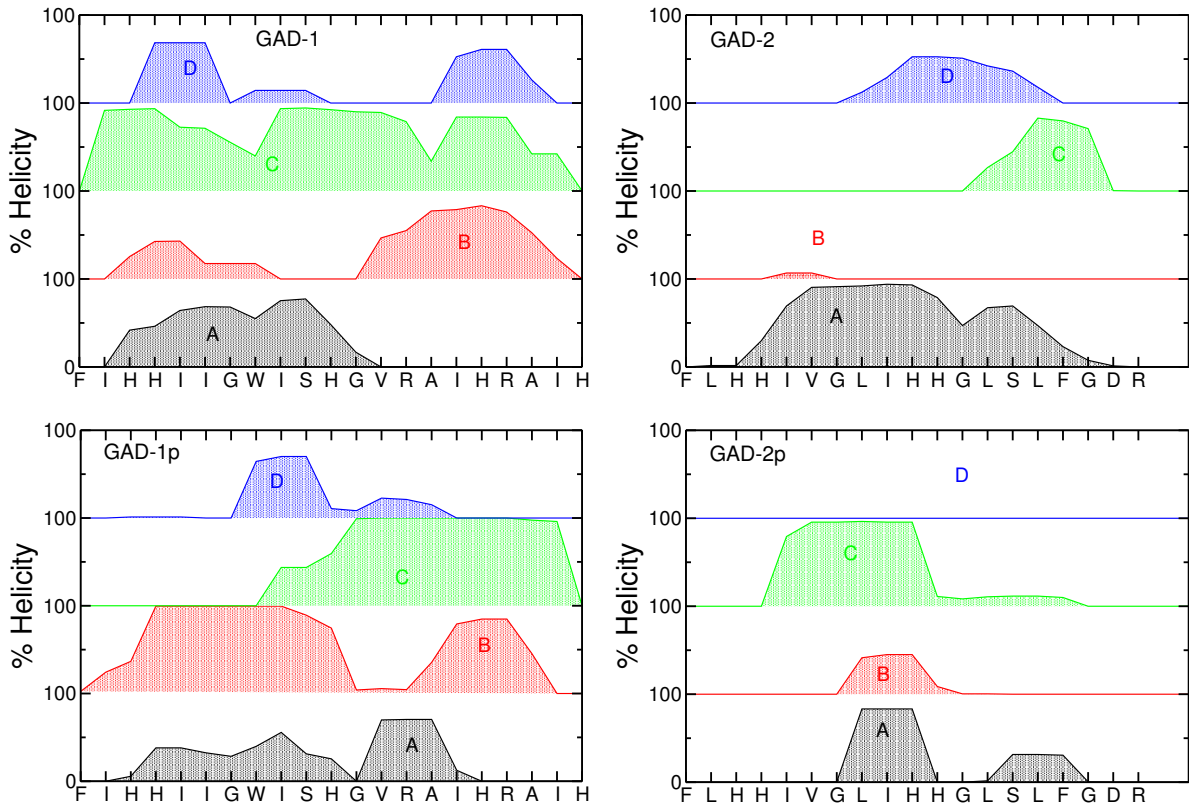 100
GAD-1
D
100
C
100
B
100
A
0
% Helicity
F I H H I I G W I S H G V R A I H R A I H
100
GAD-2
D
100
C
100
B
100
A
0
% Helicity
F L H H I V G L I H H G L S L F G D R
100
GAD-1p
D
100
C
100
B
100
A
0
% Helicity
F I H H I I G W I S H G V R A I H R A I H
100
GAD-2p
D
100
C
100
B
100
A
0
% Helicity
F L H H I V G L I H H G L S L F G D R